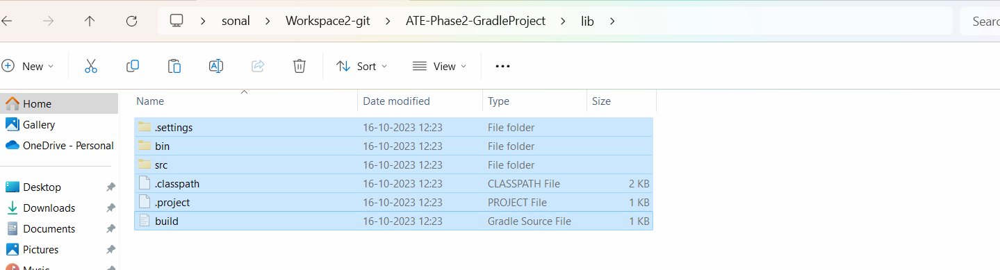 sonal > Workspace2-git > ATE-Phase2-GradleProject > lib >
Searc
New
Sort
View
Name Date modified Type Size
Home
Gallery
OneDrive - Personal
Desktop
Downloads
Documents
Pictures
Music
.settings 16-10-2023 12:23 File folder
bin 16-10-2023 12:23 File folder
src 16-10-2023 12:23 File folder
.classpath 16-10-2023 12:23 CLASSPATH File 2 KB
.project 16-10-2023 12:23 PROJECT File 1 KB
build 16-10-2023 12:23 Gradle Source File 1 KB